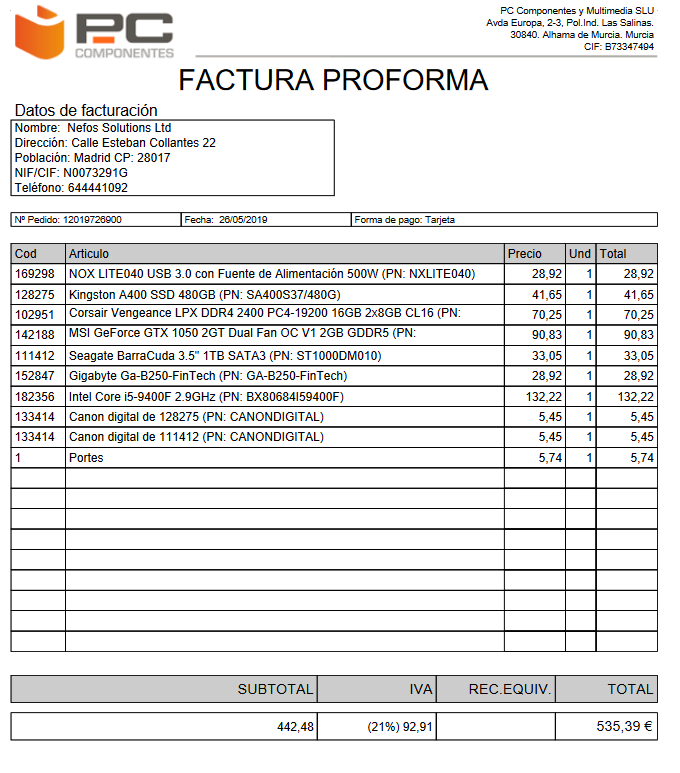 PC
COMPONENTES
PC Componentes y Multimedia SLU
Avda Europa, 2-3, Pol.Ind. Las Salinas.
30840. Alhama de Murcia. Murcia
CIF: B73347494
FACTURA PROFORMA
Datos de facturación
Nombre: Nefos Solutions Ltd
Dirección: Calle Esteban Collantes 22
Población: Madrid CP: 28017
NIF/CIF: N0073291G
Teléfono: 644441092
Nº Pedido: 12019726900 Fecha: 26/05/2019 Forma de pago: Tarjeta
Cod Articulo Precio Und Total
169298 NOX LITE040 USB 3.0 con Fuente de Alimentación 500W (PN: NXLITE040) 28,92 1 28,92
128275 Kingston A400 SSD 480GB (PN: SA400S37/480G) 41,65 1 41,65
102951 Corsair Vengeance LPX DDR4 2400 PC4-19200 16GB 2x8GB CL16 (PN: 70,25 1 70,25
142188 MSI GeForce GTX 1050 2GT Dual Fan OC V1 2GB GDDR5 (PN: 90,83 1 90,83
111412 Seagate BarraCuda 3.5" 1TB SATA3 (PN: ST1000DM010) 33,05 1 33,05
152847 Gigabyte Ga-B250-FinTech (PN: GA-B250-FinTech) 28,92 1 28,92
182356 Intel Core i5-9400F 2.9GHz (PN: BX80684I59400F) 132,22 1 132,22
133414 Canon digital de 128275 (PN: CANONDIGITAL) 5,45 1 5,45
133414 Canon digital de 111412 (PN: CANONDIGITAL) 5,45 1 5,45
1 Portes 5,74 1 5,74
SUBTOTAL IVA REC.EQUIV. TOTAL
442,48 (21%) 92,91 535,39 €